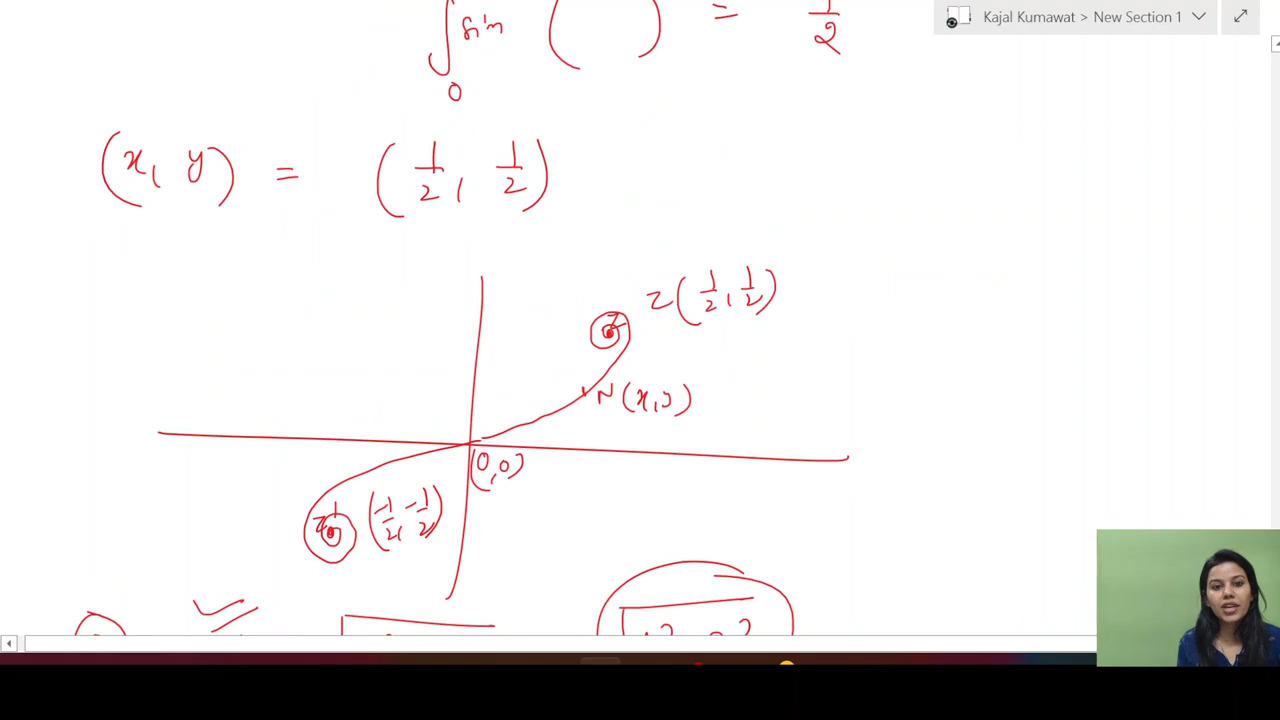 Kajal Kumawat > New Section 1
∫₀ sin ( ) = 1/2
(x, y) = (1/2, 1/2)
Z (1/2, 1/2)
Z
N (x, y)
(0,0)
Z' (-1/2, -1/2)